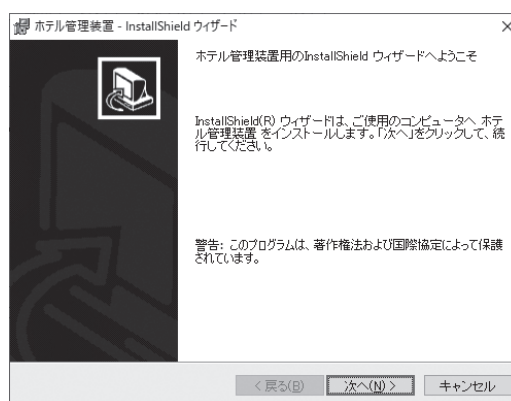 ホテル管理装置 - InstallShield ウィザード
ホテル管理装置用のInstallShield ウィザードへようこそ
InstallShield(R) ウィザードは、ご使用のコンピュータへ ホテ
ル管理装置 をインストールします。「次へ」をクリックして、続
行してください。
警告: このプログラムは、著作権法および国際協定によって保護
されています。
< 戻る(B) 次へ(N) > キャンセル